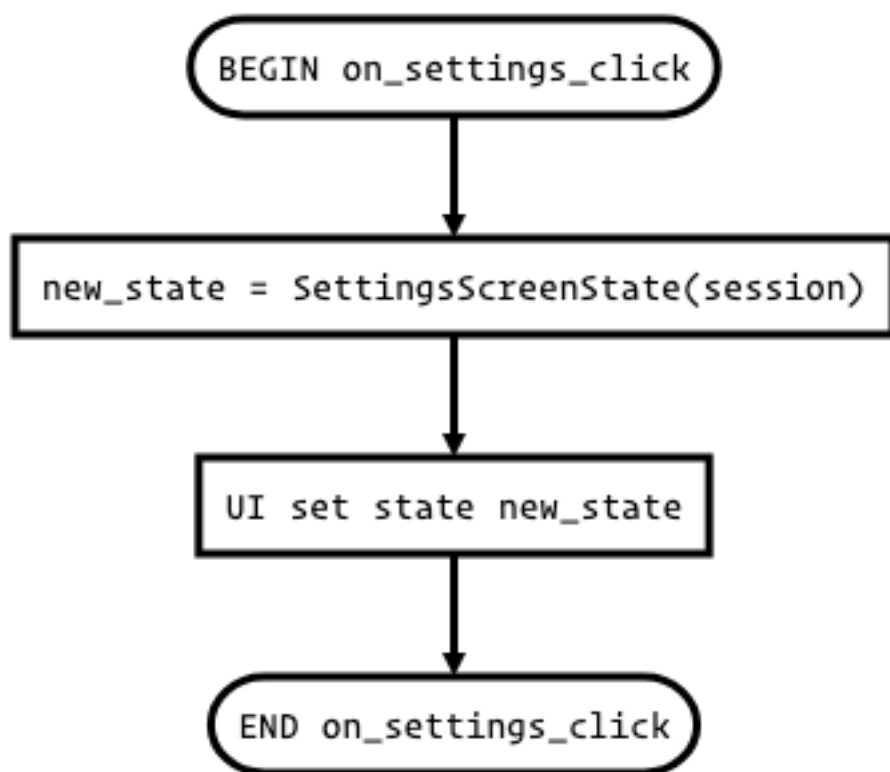 BEGIN on_settings_click
new_state = SettingsScreenState(session)
UI set state new_state
END on_settings_click